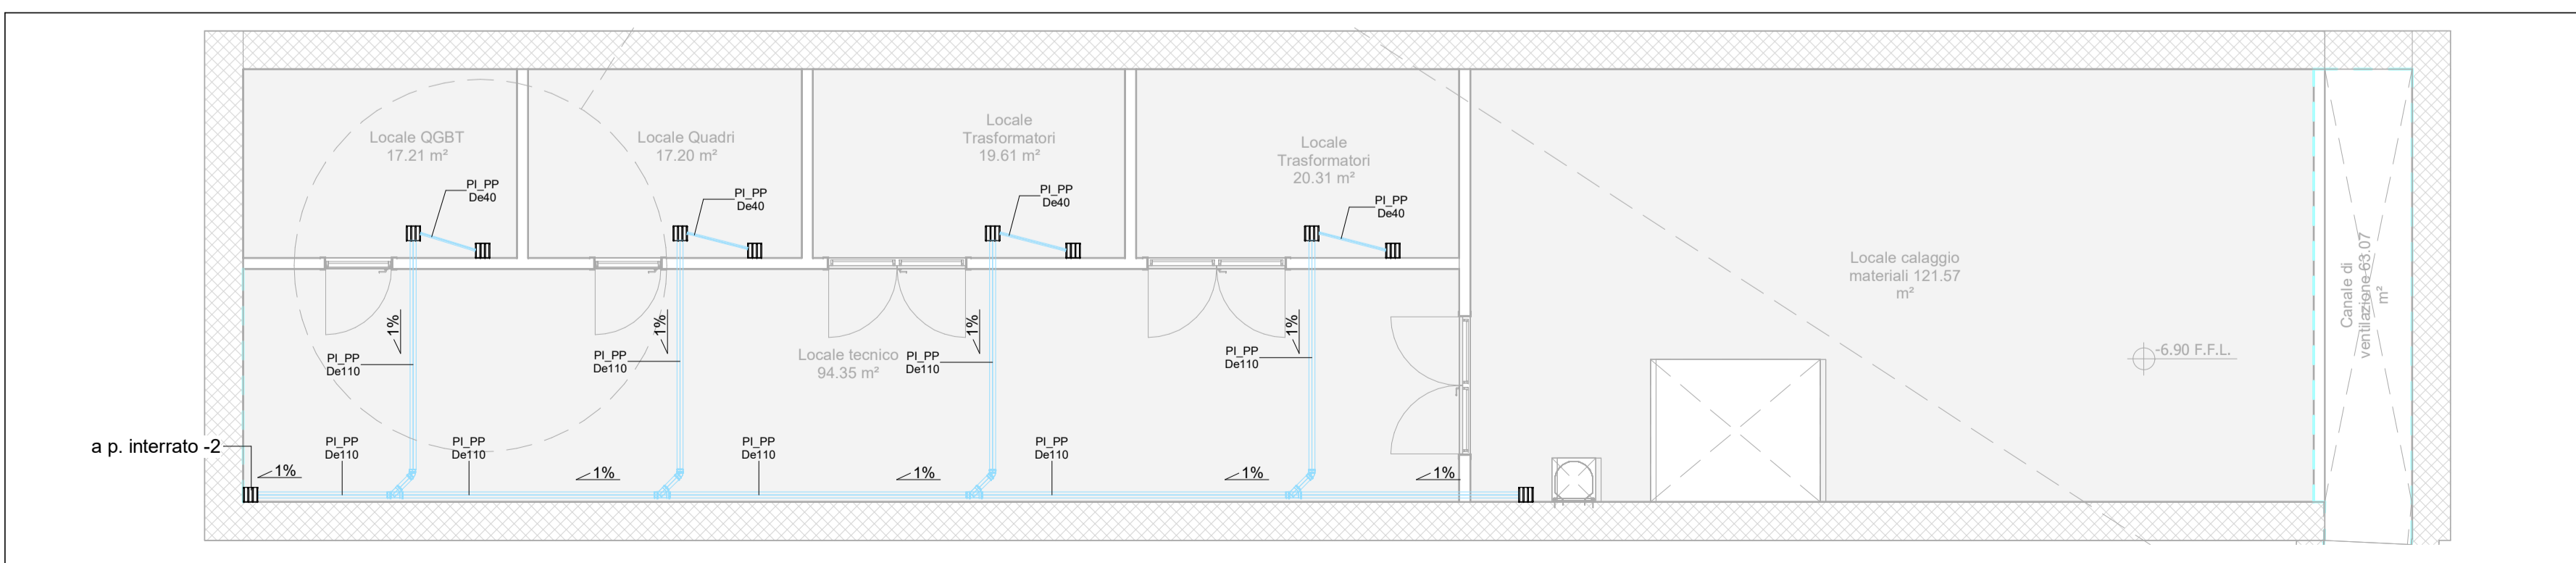 Locale QGBT
17.21 m²
Locale Quadri
17.20 m²
Locale
Trasformatori
19.61 m²
Locale
Trasformatori
20.31 m²
PI_PP
De40
PI_PP
De40
PI_PP
De40
PI_PP
De40
Locale calaggio
materiali 121.57
m²
Canale di
ventilazione 63.07
m²
-6.90 F.F.L.
1%
1%
1%
1%
PI_PP
De110
PI_PP
De110
Locale tecnico
94.35 m²
PI_PP
De110
PI_PP
De110
a p. interrato -2
PI_PP
De110
PI_PP
De110
PI_PP
De110
PI_PP
De110
1%
1%
1%
1%
1%